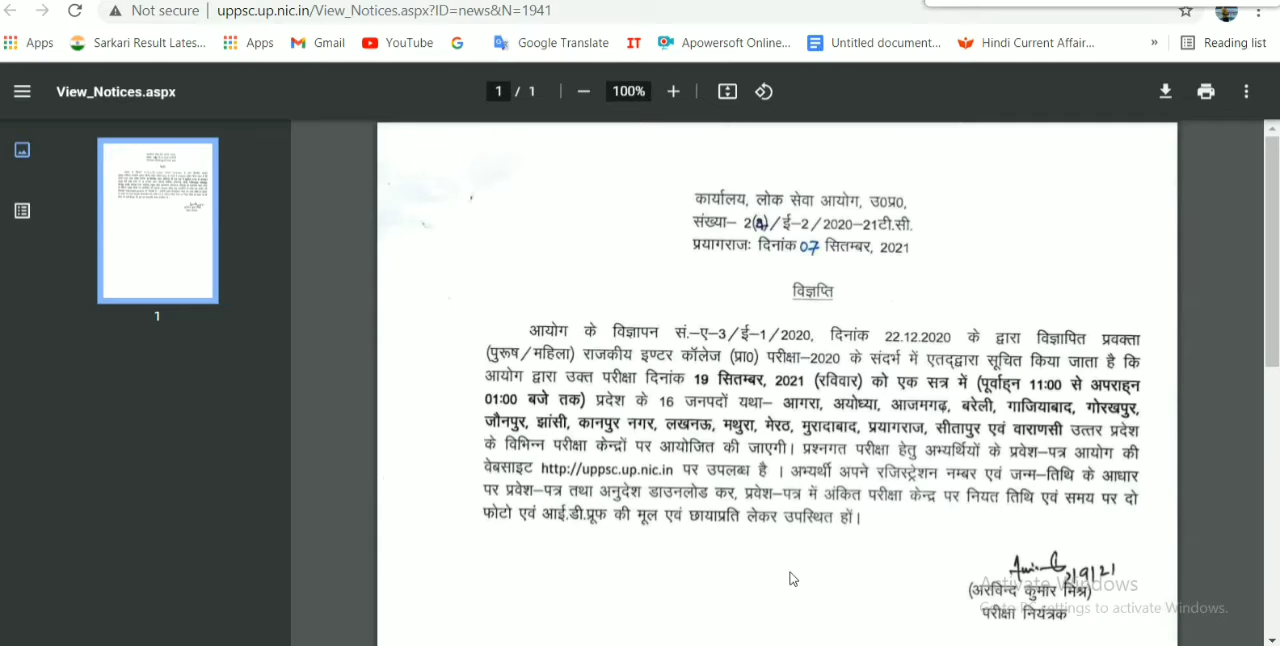 Not secure | uppsc.up.nic.in/View_Notices.aspx?ID=news&N=1941
Apps Sarkari Result Lates... Apps Gmail YouTube Google Translate IT Apowersoft Online... Untitled document... Hindi Current Affair... » Reading list
View_Notices.aspx 1 / 1 | − 100% + |
कार्यालय, लोक सेवा आयोग, उ0प्र0,
संख्या– 2(A)/ई–2/2020–21टी.सी.
प्रयागराजः दिनांक 07 सितम्बर, 2021
विज्ञप्ति
आयोग के विज्ञापन सं.–ए–3/ई–1/2020, दिनांक 22.12.2020 के द्वारा विज्ञापित प्रवक्ता
(पुरूष/महिला) राजकीय इण्टर कॉलेज (प्रा0) परीक्षा–2020 के संदर्भ में एतद्द्वारा सूचित किया जाता है कि
आयोग द्वारा उक्त परीक्षा दिनांक 19 सितम्बर, 2021 (रविवार) को एक सत्र में (पूर्वाह्न 11:00 से अपराह्न
01:00 बजे तक) प्रदेश के 16 जनपदों यथा– आगरा, अयोध्या, आजमगढ़, बरेली, गाजियाबाद, गोरखपुर,
जौनपुर, झांसी, कानपुर नगर, लखनऊ, मथुरा, मेरठ, मुरादाबाद, प्रयागराज, सीतापुर एवं वाराणसी उत्तर प्रदेश
के विभिन्न परीक्षा केन्द्रों पर आयोजित की जाएगी। प्रश्नगत परीक्षा हेतु अभ्यर्थियों के प्रवेश–पत्र आयोग की
वेबसाइट http://uppsc.up.nic.in पर उपलब्ध है । अभ्यर्थी अपने रजिस्ट्रेशन नम्बर एवं जन्म–तिथि के आधार
पर प्रवेश–पत्र तथा अनुदेश डाउनलोड कर, प्रवेश–पत्र में अंकित परीक्षा केन्द्र पर नियत तिथि एवं समय पर दो
फोटो एवं आई.डी.प्रूफ की मूल एवं छायाप्रति लेकर उपस्थित हों।
1
Activate Windows
(अरविन्द कुमार मिश्र)
Go to PC settings to activate Windows.
परीक्षा नियंत्रक